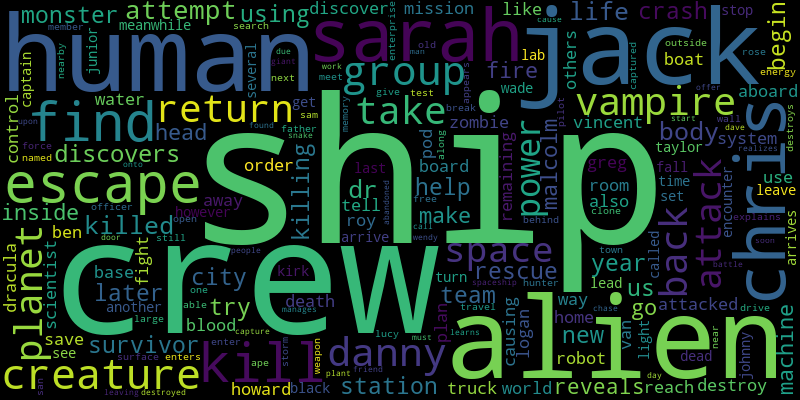 monster attempt using discover mission like crash
member meanwhile life begin stop
human sarah jack
captain nearby junior several search due giant next
group others lab wade cause outside captured
enterprise old man work meet give test
boat rose energy aboard
control water head find return take fire vampire
get sam father snake break memory appears
zombie vincent body system offer
discovers order killing pod along malcolm power
force named upon found last board remaining greg taylor wall dave start
escape ship chris
inside killed dr help room fall time use leave destroys
officer away however tell roy make also set pilot realizes
planet ben open still arrive kirk free call behind clone town called encounter
dracula scientist base fight city crew space rescue year back attack attacked explains arrives
door people abandoned wendy spaceship hunter soon battle
later try death turn team way us go new
another one able manages plan travel lead home van light dead near johnny machine
save see blood lucy causing logan alien robot drive
survivor kill danny learns chase day
large enter ape storm weapon must
creature surface enters plant station reveals reach destroy
san leaving destroyed capture howard black friend truck world